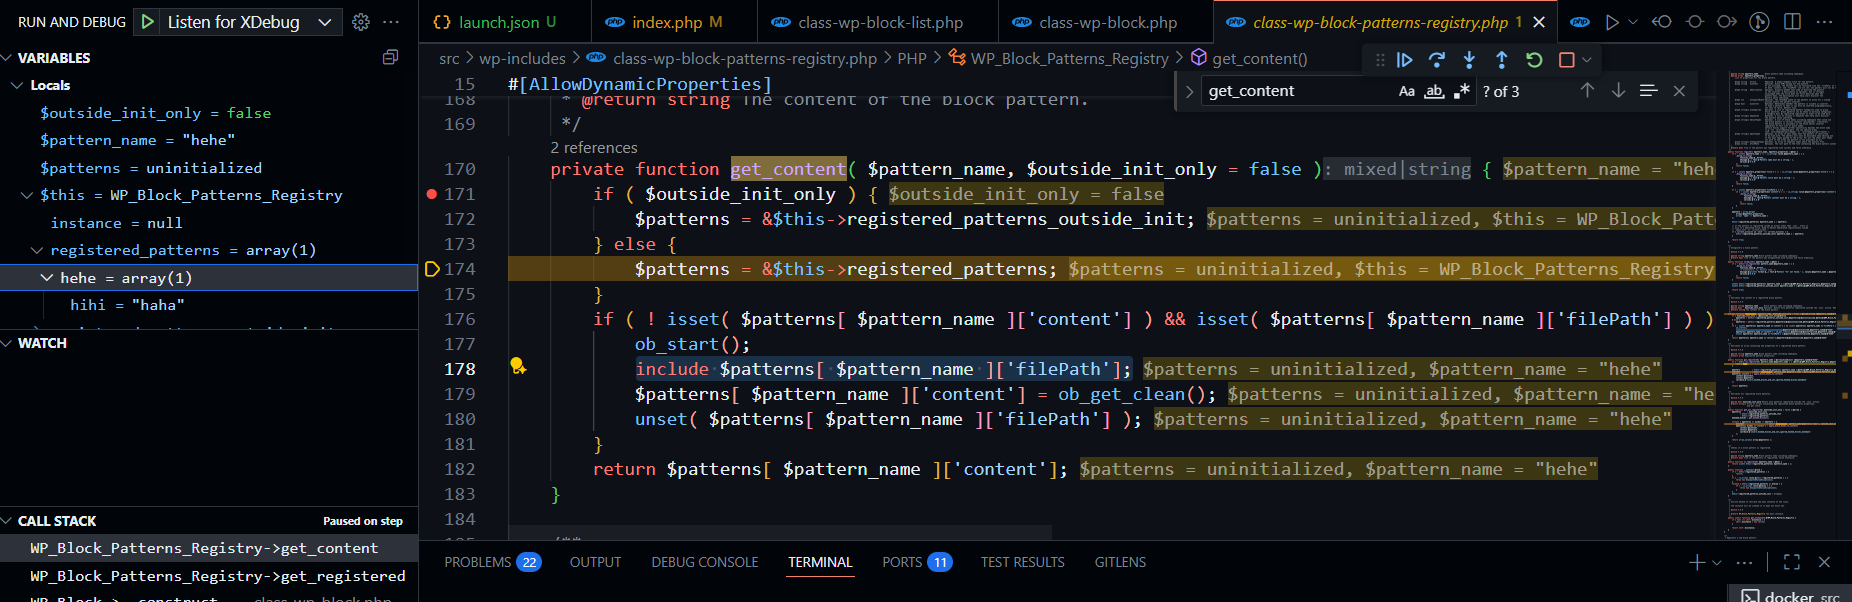 RUN AND DEBUG Listen for XDebug
VARIABLES
Locals
$outside_init_only = false
$pattern_name = "hehe"
$patterns = uninitialized
$this = WP_Block_Patterns_Registry
instance = null
registered_patterns = array(1)
hehe = array(1)
hihi = "haha"
WATCH
CALL STACK Paused on step
WP_Block_Patterns_Registry->get_content
WP_Block_Patterns_Registry->get_registered
launch.json U
index.php M
class-wp-block-list.php
class-wp-block.php
class-wp-block-patterns-registry.php 1
src > wp-includes > class-wp-block-patterns-registry.php > PHP > WP_Block_Patterns_Registry > get_content()
get_content Aa ab ? of 3
15 #[AllowDynamicProperties]
168 * @return string The content of the block pattern.
169 */
2 references
170 private function get_content( $pattern_name, $outside_init_only = false ): mixed|string { $pattern_name = "heh
171 if ( $outside_init_only ) { $outside_init_only = false
172 $patterns = &$this->registered_patterns_outside_init; $patterns = uninitialized, $this = WP_Block_Patt
173 } else {
174 $patterns = &$this->registered_patterns; $patterns = uninitialized, $this = WP_Block_Patterns_Registry
175 }
176 if ( ! isset( $patterns[ $pattern_name ]['content'] ) && isset( $patterns[ $pattern_name ]['filePath'] ) )
177 ob_start();
178 include $patterns[ $pattern_name ]['filePath']; $patterns = uninitialized, $pattern_name = "hehe"
179 $patterns[ $pattern_name ]['content'] = ob_get_clean(); $patterns = uninitialized, $pattern_name = "he
180 unset( $patterns[ $pattern_name ]['filePath'] ); $patterns = uninitialized, $pattern_name = "hehe"
181 }
182 return $patterns[ $pattern_name ]['content']; $patterns = uninitialized, $pattern_name = "hehe"
183 }
184
/**
PROBLEMS 22 OUTPUT DEBUG CONSOLE TERMINAL PORTS 11 TEST RESULTS GITLENS
docker src